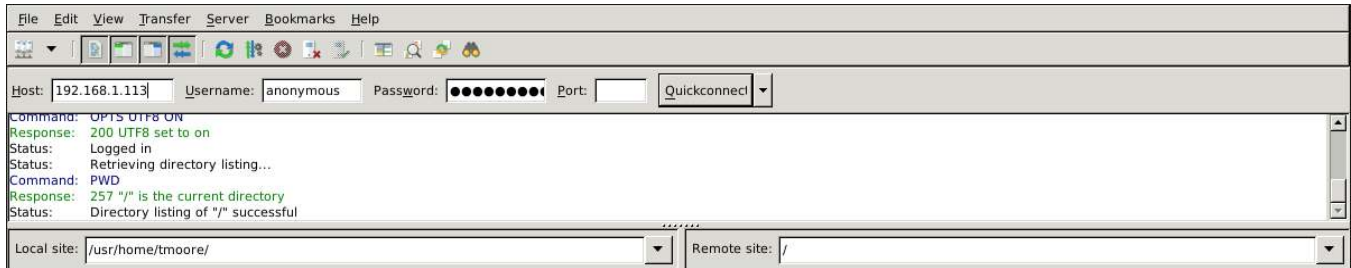 File Edit View Transfer Server Bookmarks Help
Host: 192.168.1.113 Username: anonymous Password: ●●●●●●●●● Port: Quickconnect
Command: OPTS UTF8 ON
Response: 200 UTF8 set to on
Status: Logged in
Status: Retrieving directory listing...
Command: PWD
Response: 257 "/" is the current directory
Status: Directory listing of "/" successful
Local site: /usr/home/tmoore/ Remote site: /